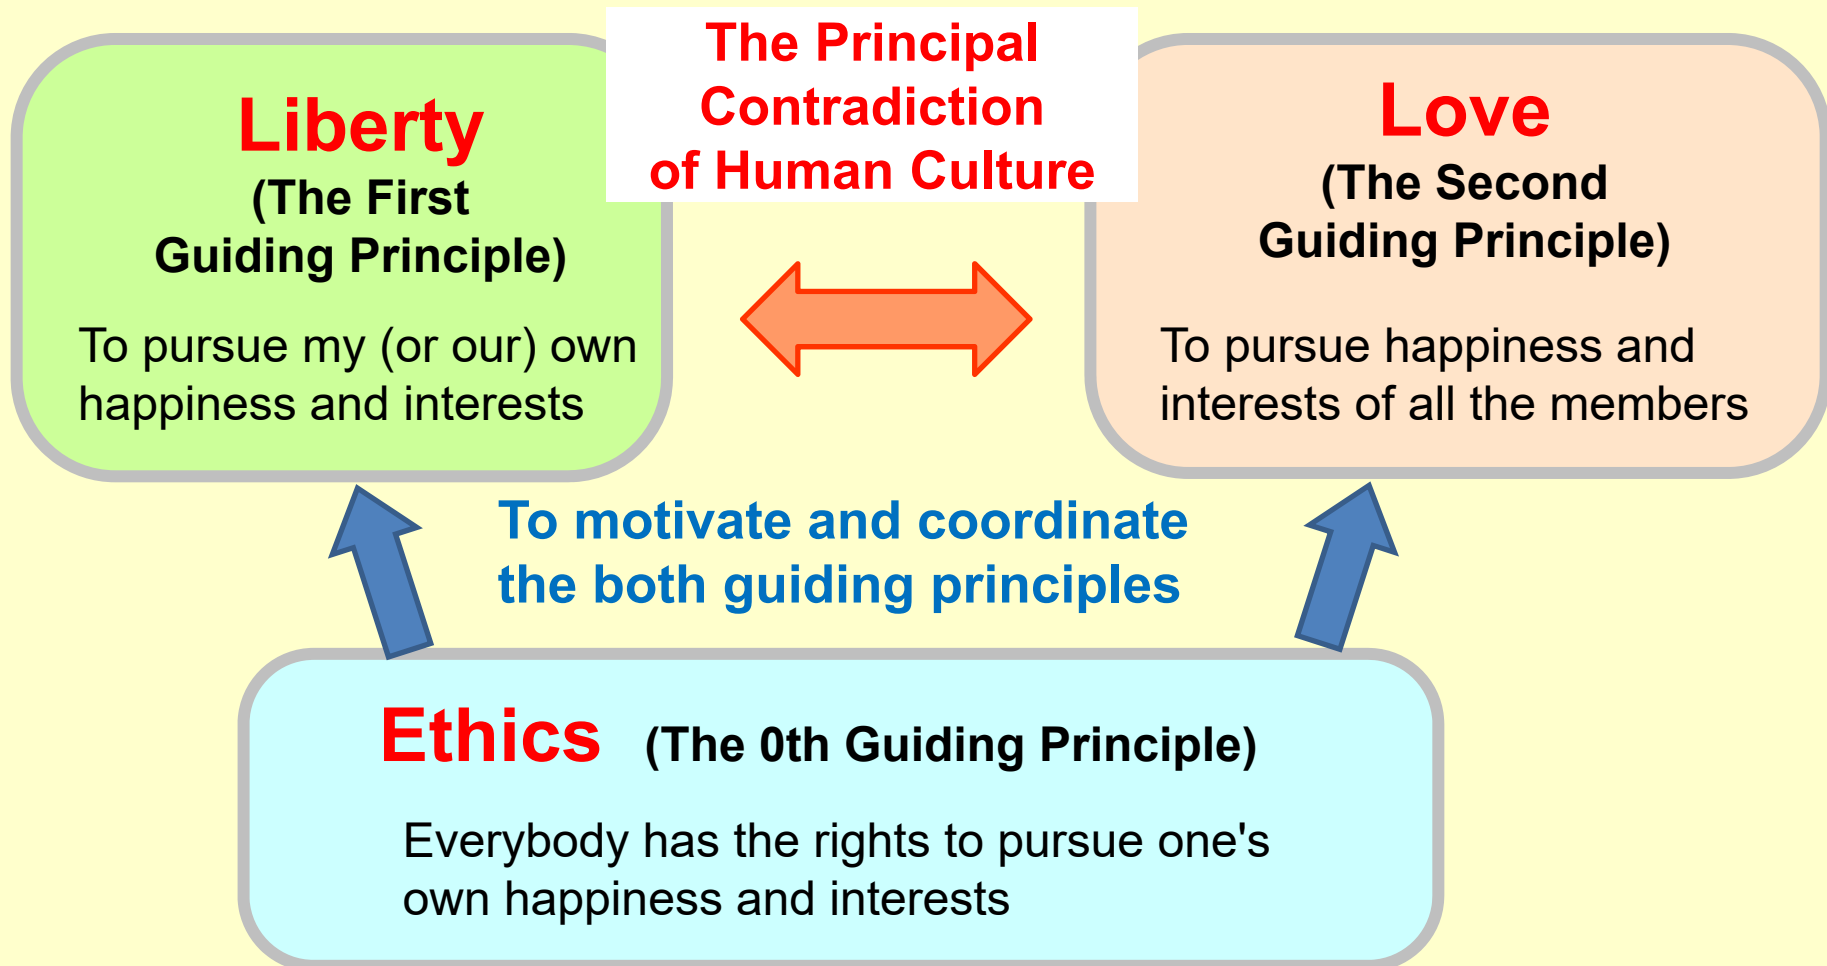 The Principal
Contradiction
of Human Culture
Liberty
(The First
Guiding Principle)
To pursue my (or our) own
happiness and interests
Love
(The Second
Guiding Principle)
To pursue happiness and
interests of all the members
To motivate and coordinate
the both guiding principles
Ethics (The 0th Guiding Principle)
Everybody has the rights to pursue one's
own happiness and interests